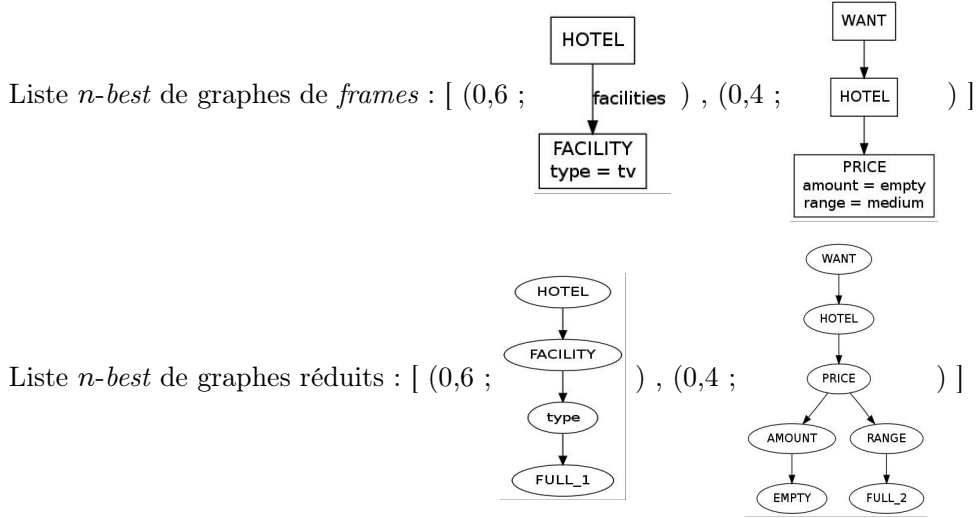 Liste n-best de graphes de frames : [ (0,6 ; HOTEL facilities FACILITY type = tv ) , (0,4 ; WANT HOTEL PRICE amount = empty range = medium ) ]
Liste n-best de graphes réduits : [ (0,6 ; HOTEL FACILITY type FULL_1 ) , (0,4 ; WANT HOTEL PRICE AMOUNT RANGE EMPTY FULL_2 ) ]